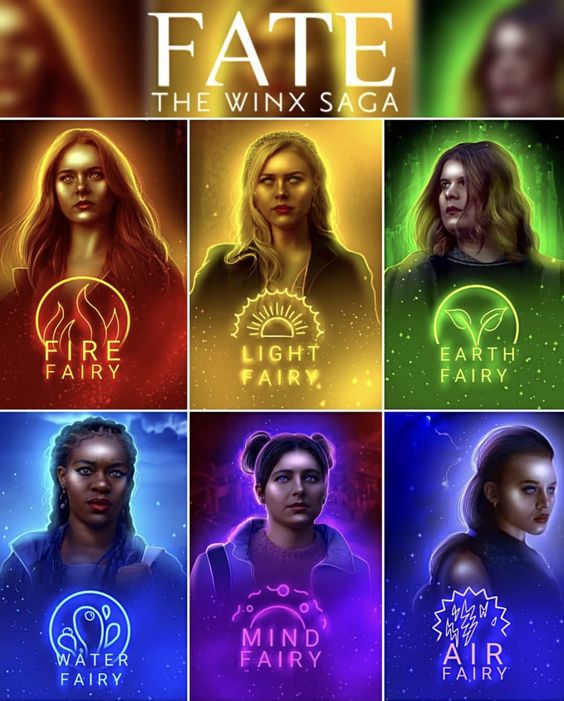 FATE
THE WINX SAGA
FIRE
FAIRY
LIGHT
FAIRY
EARTH
FAIRY
WATER
FAIRY
MIND
FAIRY
AIR
FAIRY